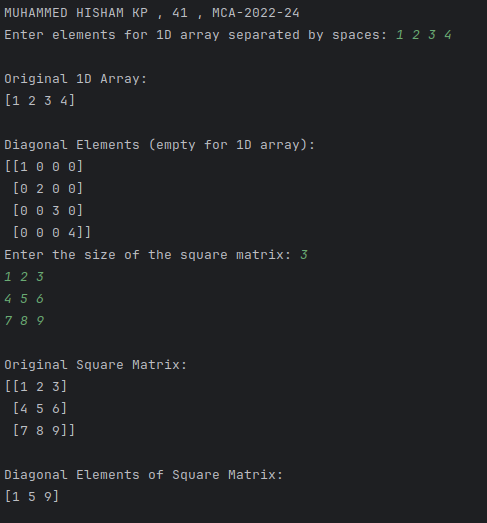 MUHAMMED HISHAM KP , 41 , MCA-2022-24
Enter elements for 1D array separated by spaces: 1 2 3 4
Original 1D Array:
[1 2 3 4]
Diagonal Elements (empty for 1D array):
[[1 0 0 0]
 [0 2 0 0]
 [0 0 3 0]
 [0 0 0 4]]
Enter the size of the square matrix: 3
1 2 3
4 5 6
7 8 9
Original Square Matrix:
[[1 2 3]
 [4 5 6]
 [7 8 9]]
Diagonal Elements of Square Matrix:
[1 5 9]